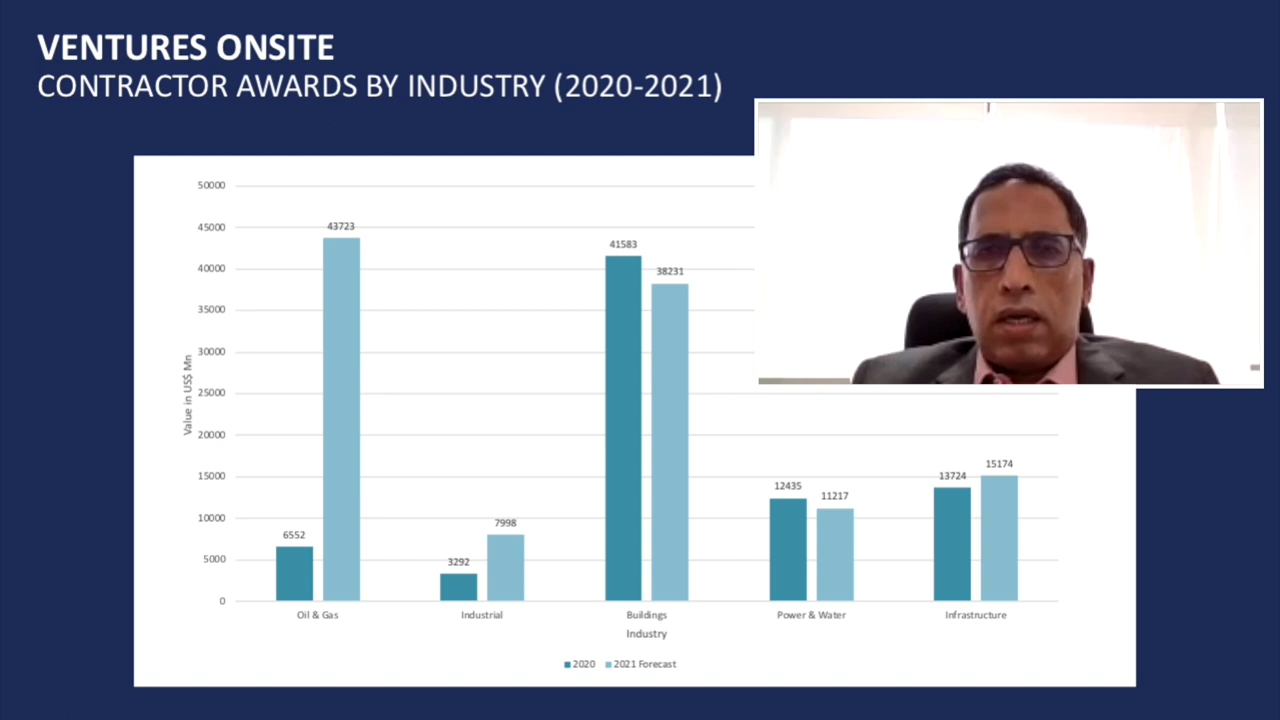 VENTURES ONSITE
CONTRACTOR AWARDS BY INDUSTRY (2020-2021)
50000
45000
40000
35000
30000
25000
20000
15000
10000
5000
0
Value in US$ Mn
6552
43723
3292
7998
41583
38231
12435
11217
13724
15174
Oil & Gas
Industrial
Buildings
Power & Water
Infrastructure
Industry
2020
2021 Forecast